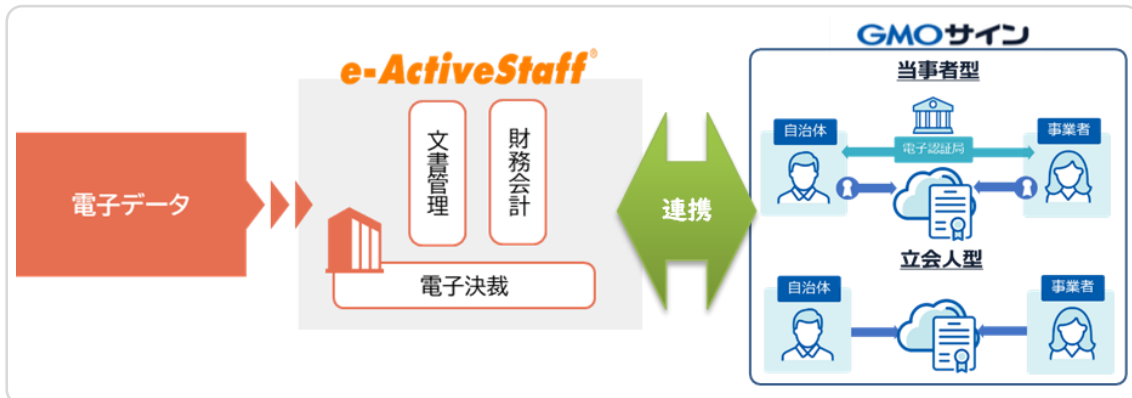 電子データ
e-ActiveStaff®
文書管理
財務会計
電子決裁
連携
GMOサイン
当事者型
自治体
電子認証局
事業者
立会人型
自治体
事業者